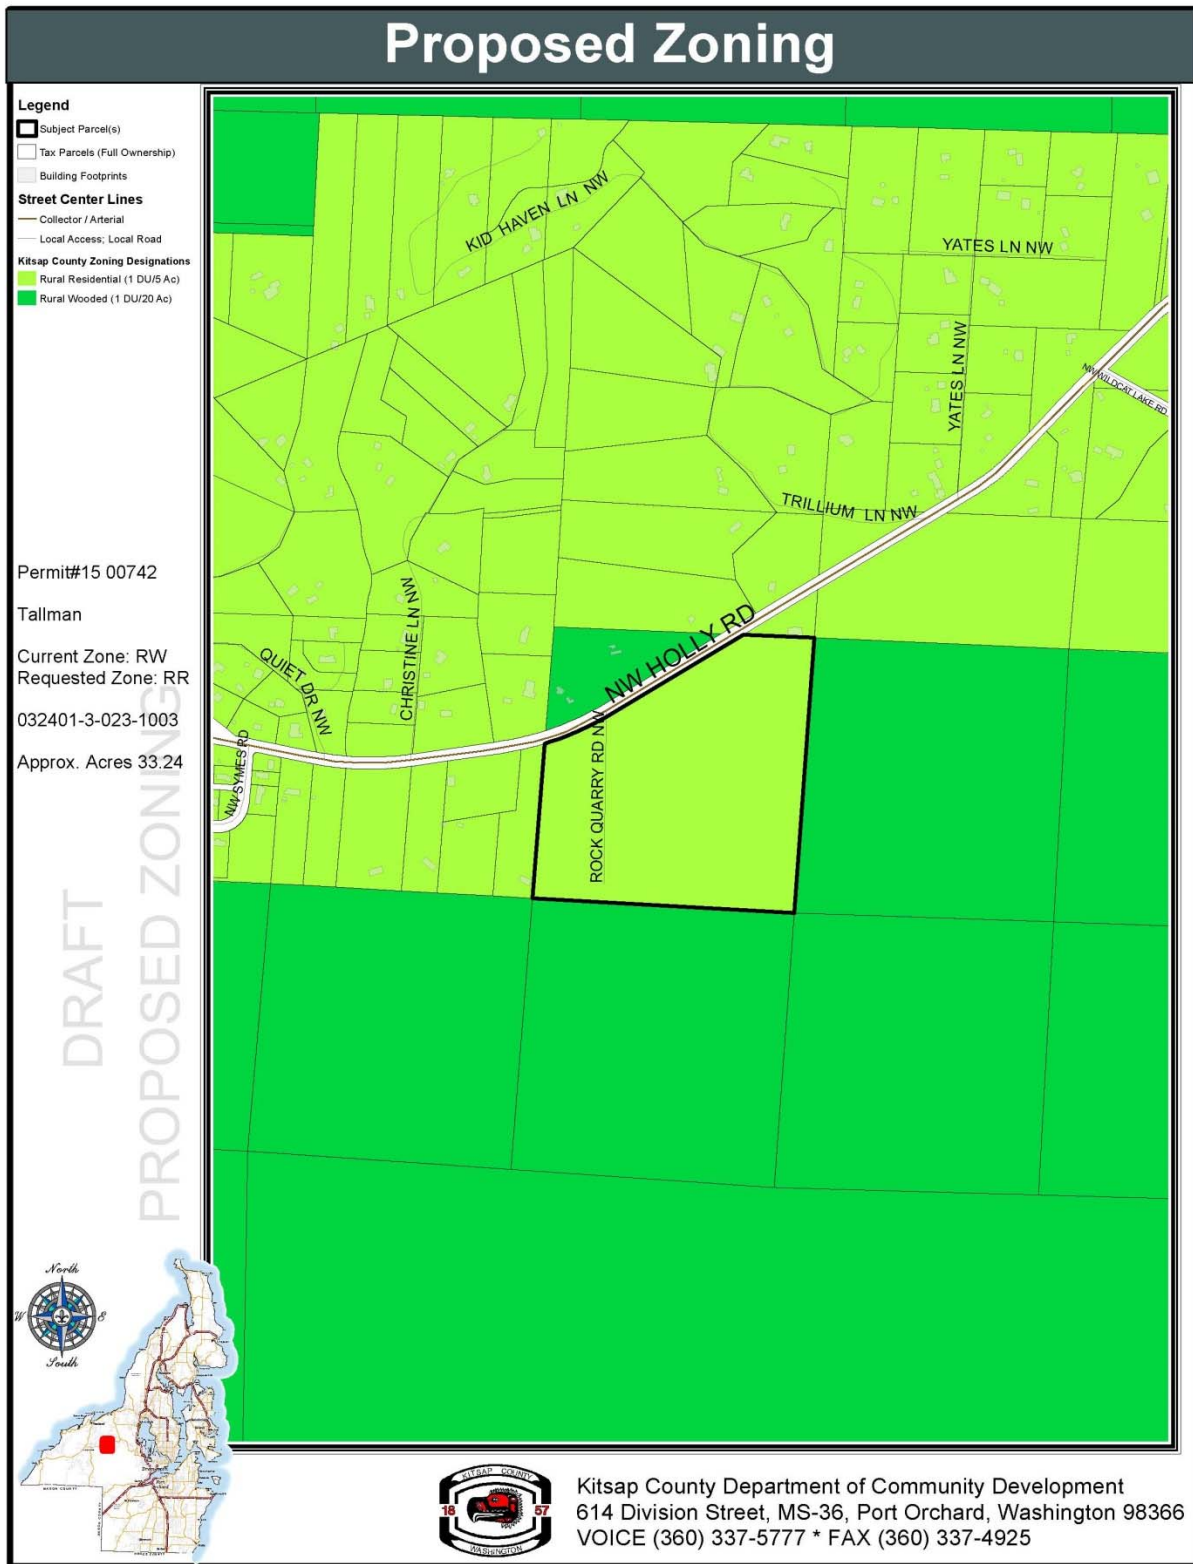 Proposed Zoning
Legend
Subject Parcel(s)
Tax Parcels (Full Ownership)
Building Footprints
Street Center Lines
Collector / Arterial
Local Access; Local Road
Kitsap County Zoning Designations
Rural Residential (1 DU/5 Ac)
Rural Wooded (1 DU/20 Ac)
Permit#15 00742
Tallman
Current Zone: RW
Requested Zone: RR
032401-3-023-1003
Approx. Acres 33.24
DRAFT
PROPOSED ZONING
KID HAVEN LN NW
YATES LN NW
YATES LN NW
NW WILDCAT LAKE RD
TRILLIUM LN NW
NW HOLLY RD
CHRISTINE LN NW
QUIET DR NW
NW SYMES RD
ROCK QUARRY RD NW
North
W
E
South
KITSAP COUNTY
18 57
WASHINGTON
Kitsap County Department of Community Development
614 Division Street, MS-36, Port Orchard, Washington 98366
VOICE (360) 337-5777 * FAX (360) 337-4925